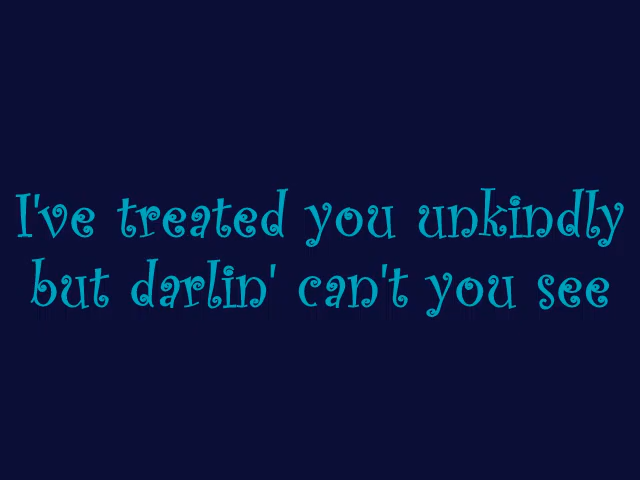 I've treated you unkindly
but darlin' can't you see